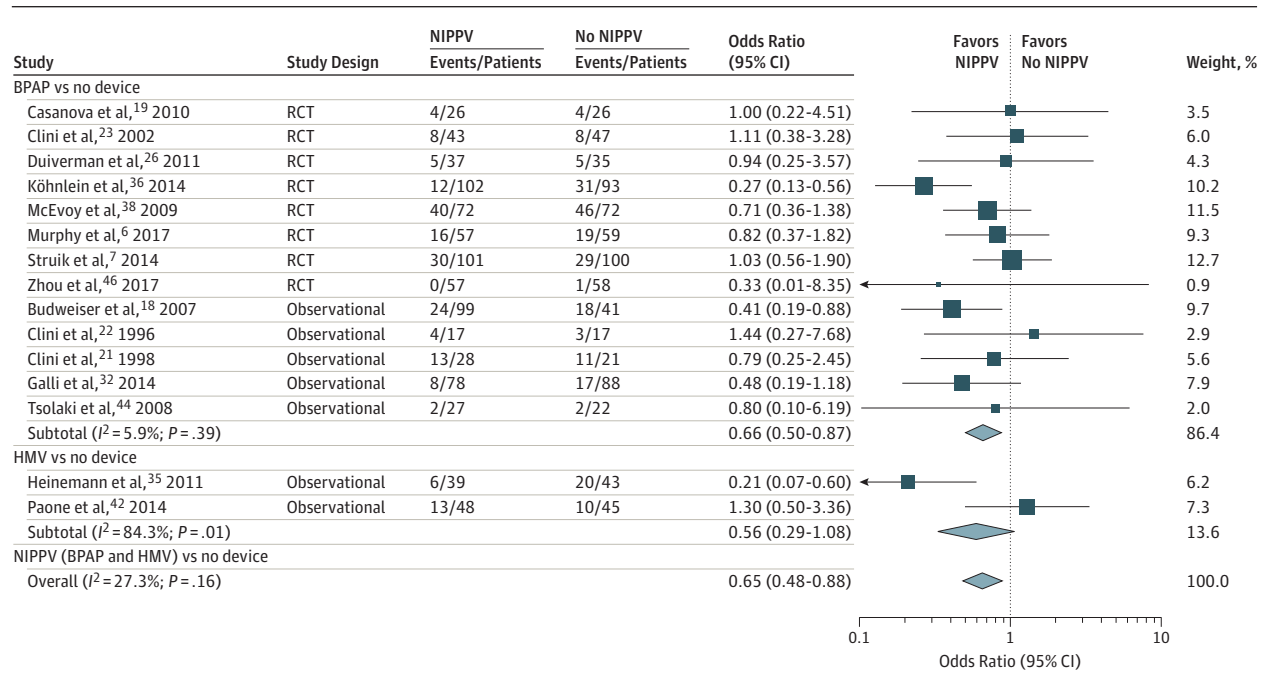 NIPPV No NIPPV Odds Ratio Favors Favors
Study Study Design Events/Patients Events/Patients (95% CI) NIPPV No NIPPV Weight, %
BPAP vs no device
Casanova et al,19 2010 RCT 4/26 4/26 1.00 (0.22-4.51) 3.5
Clini et al,23 2002 RCT 8/43 8/47 1.11 (0.38-3.28) 6.0
Duiverman et al,26 2011 RCT 5/37 5/35 0.94 (0.25-3.57) 4.3
Köhnlein et al,36 2014 RCT 12/102 31/93 0.27 (0.13-0.56) 10.2
McEvoy et al,38 2009 RCT 40/72 46/72 0.71 (0.36-1.38) 11.5
Murphy et al,6 2017 RCT 16/57 19/59 0.82 (0.37-1.82) 9.3
Struik et al,7 2014 RCT 30/101 29/100 1.03 (0.56-1.90) 12.7
Zhou et al,46 2017 RCT 0/57 1/58 0.33 (0.01-8.35) 0.9
Budweiser et al,18 2007 Observational 24/99 18/41 0.41 (0.19-0.88) 9.7
Clini et al,22 1996 Observational 4/17 3/17 1.44 (0.27-7.68) 2.9
Clini et al,21 1998 Observational 13/28 11/21 0.79 (0.25-2.45) 5.6
Galli et al,32 2014 Observational 8/78 17/88 0.48 (0.19-1.18) 7.9
Tsolaki et al,44 2008 Observational 2/27 2/22 0.80 (0.10-6.19) 2.0
Subtotal (I2 = 5.9%; P = .39) 0.66 (0.50-0.87) 86.4
HMV vs no device
Heinemann et al,35 2011 Observational 6/39 20/43 0.21 (0.07-0.60) 6.2
Paone et al,42 2014 Observational 13/48 10/45 1.30 (0.50-3.36) 7.3
Subtotal (I2 = 84.3%; P = .01) 0.56 (0.29-1.08) 13.6
NIPPV (BPAP and HMV) vs no device
Overall (I2 = 27.3%; P = .16) 0.65 (0.48-0.88) 100.0
0.1 1 10
Odds Ratio (95% CI)